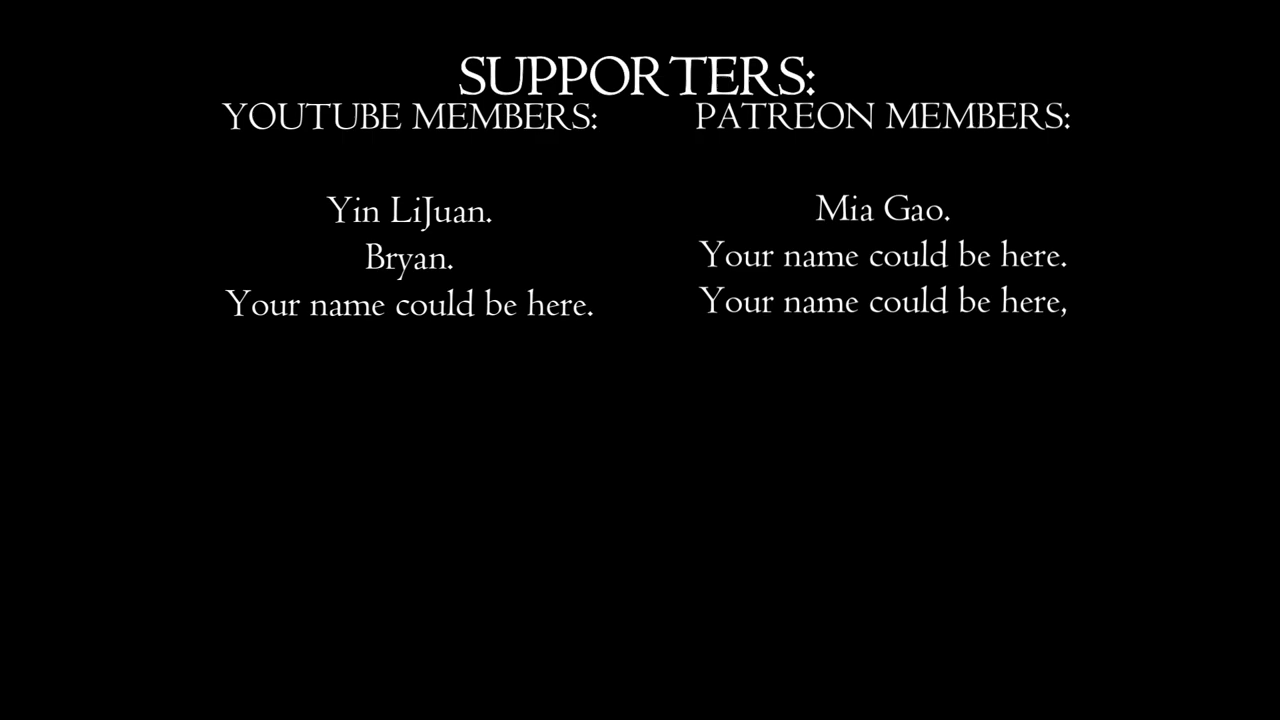 SUPPORTERS:
YOUTUBE MEMBERS:
Yin LiJuan.
Bryan.
Your name could be here.
PATREON MEMBERS:
Mia Gao.
Your name could be here.
Your name could be here,